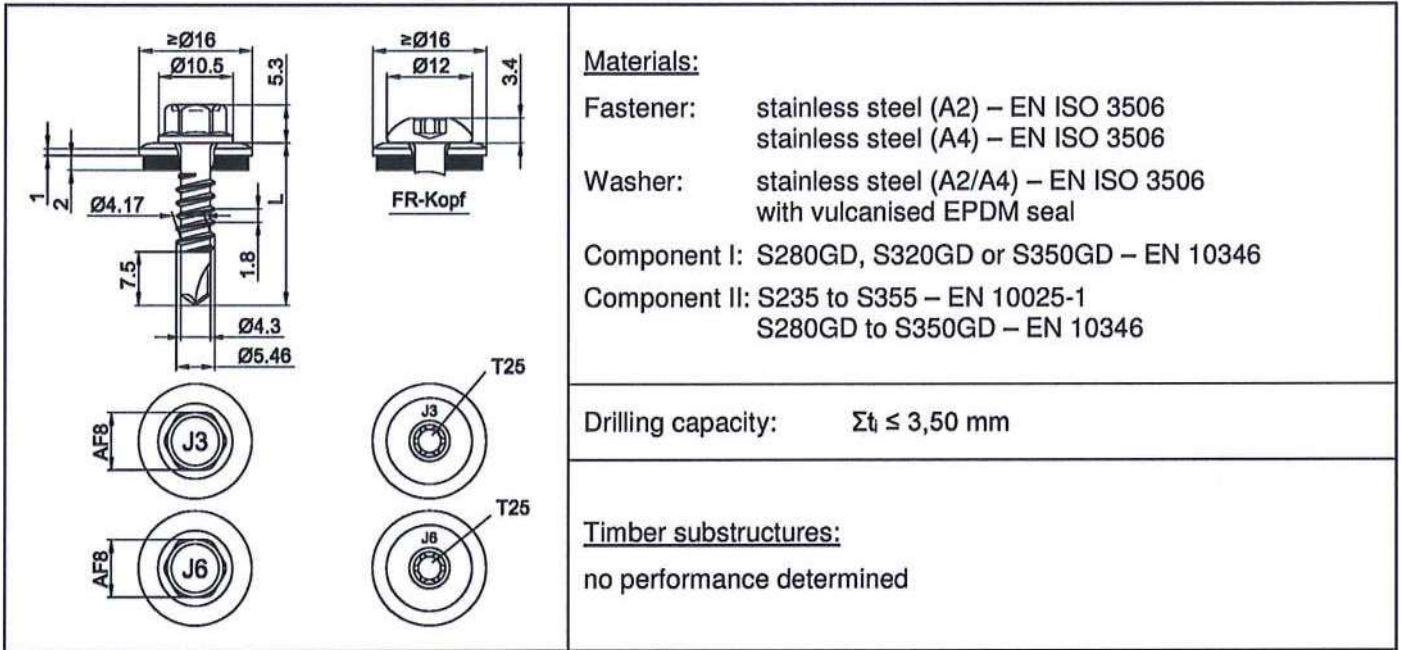 ≥Ø16
Ø10.5
5.3
1
2
Ø4.17
L
1.8
7.5
Ø4.3
Ø5.46
≥Ø16
Ø12
3.4
FR-Kopf
AF8
J3
J3
T25
AF8
J6
J6
T25
Materials:
Fastener: stainless steel (A2) – EN ISO 3506
stainless steel (A4) – EN ISO 3506
Washer: stainless steel (A2/A4) – EN ISO 3506
with vulcanised EPDM seal
Component I: S280GD, S320GD or S350GD – EN 10346
Component II: S235 to S355 – EN 10025-1
S280GD to S350GD – EN 10346
Drilling capacity: Σti ≤ 3,50 mm
Timber substructures:
no performance determined